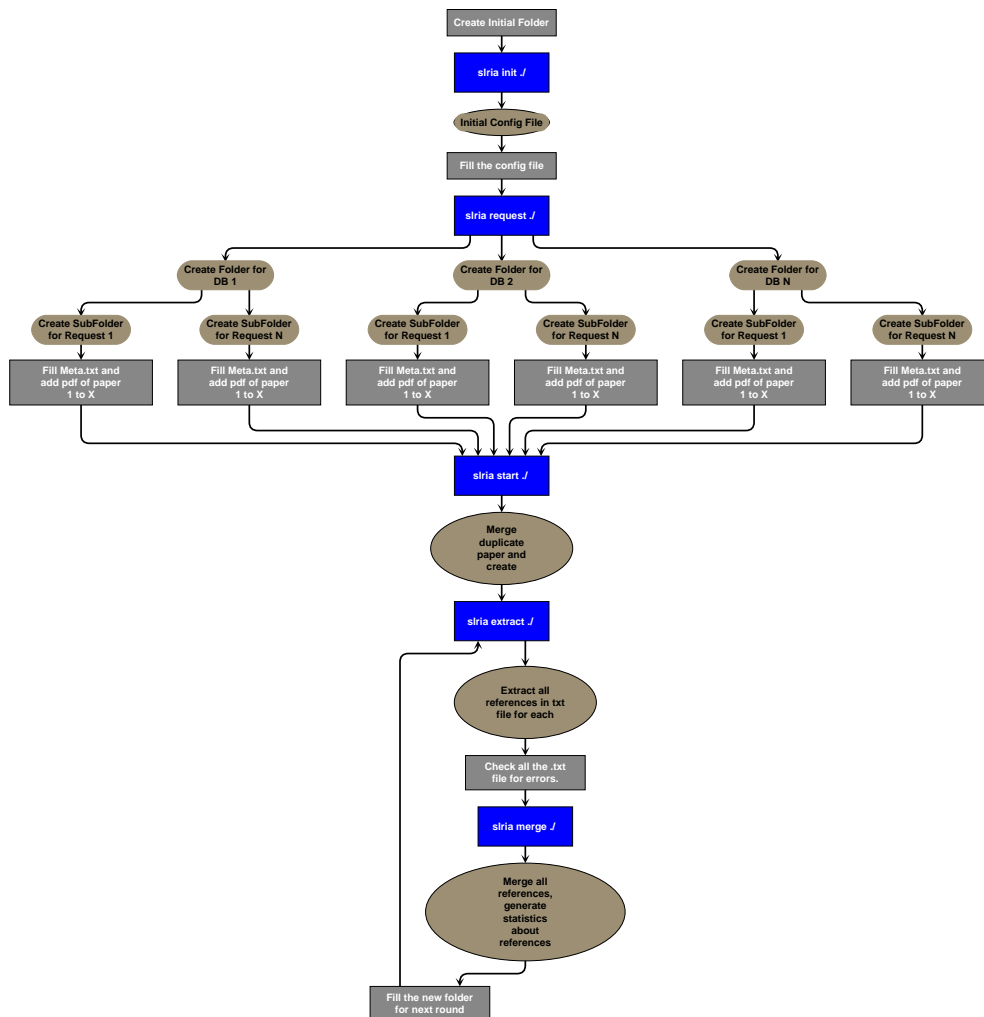 Create Initial Folder
slria init ./
Initial Config File
Fill the config file
slria request ./
Create Folder for
DB 1
Create Folder for
DB 2
Create Folder for
DB N
Create SubFolder
for Request 1
Create SubFolder
for Request N
Create SubFolder
for Request 1
Create SubFolder
for Request N
Create SubFolder
for Request 1
Create SubFolder
for Request N
Fill Meta.txt and
add pdf of paper
1 to X
Fill Meta.txt and
add pdf of paper
1 to X
Fill Meta.txt and
add pdf of paper
1 to X
Fill Meta.txt and
add pdf of paper
1 to X
Fill Meta.txt and
add pdf of paper
1 to X
Fill Meta.txt and
add pdf of paper
1 to X
slria start ./
Merge
duplicate
paper and
create
slria extract ./
Extract all
references in txt
file for each
Check all the .txt
file for errors.
slria merge ./
Merge all
references,
generate
statistics
about
references
Fill the new folder
for next round